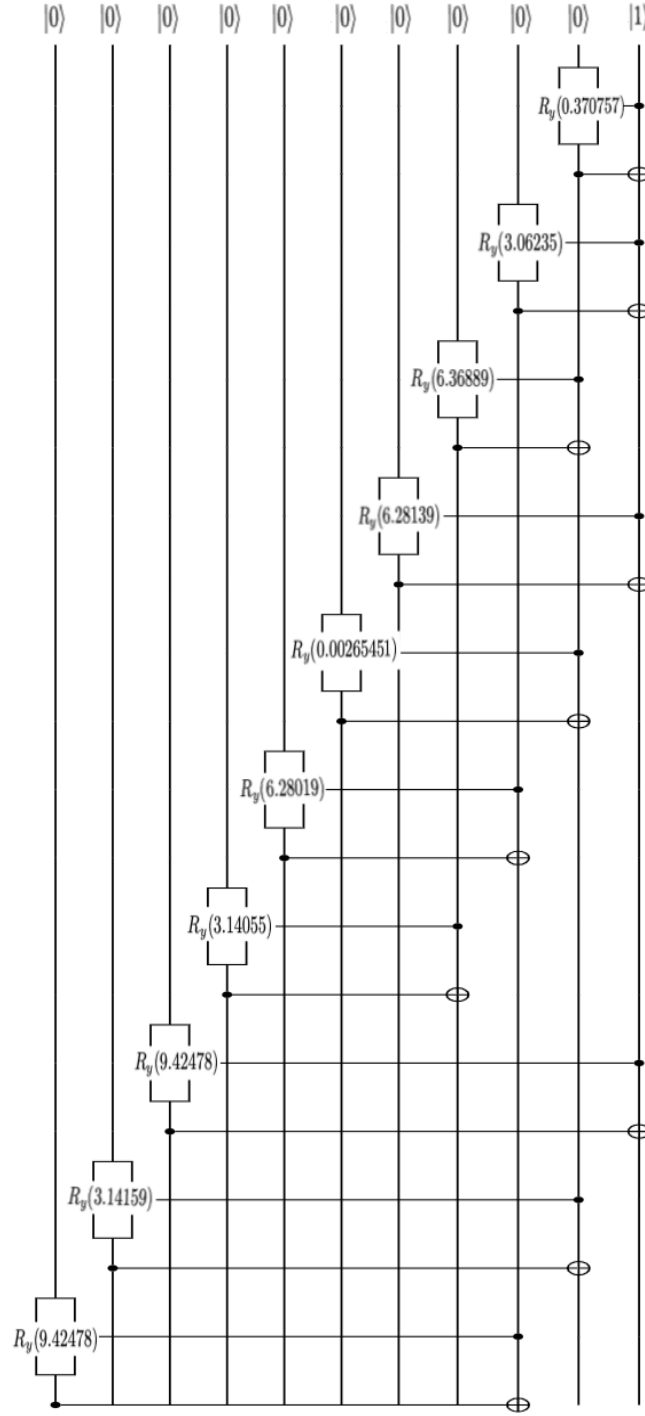 |0⟩ |0⟩ |0⟩ |0⟩ |0⟩ |0⟩ |0⟩ |0⟩ |0⟩ |0⟩ |1⟩
R_y(0.370757)
R_y(3.06235)
R_y(6.36889)
R_y(6.28139)
R_y(0.00265451)
R_y(6.28019)
R_y(3.14055)
R_y(9.42478)
R_y(3.14159)
R_y(9.42478)